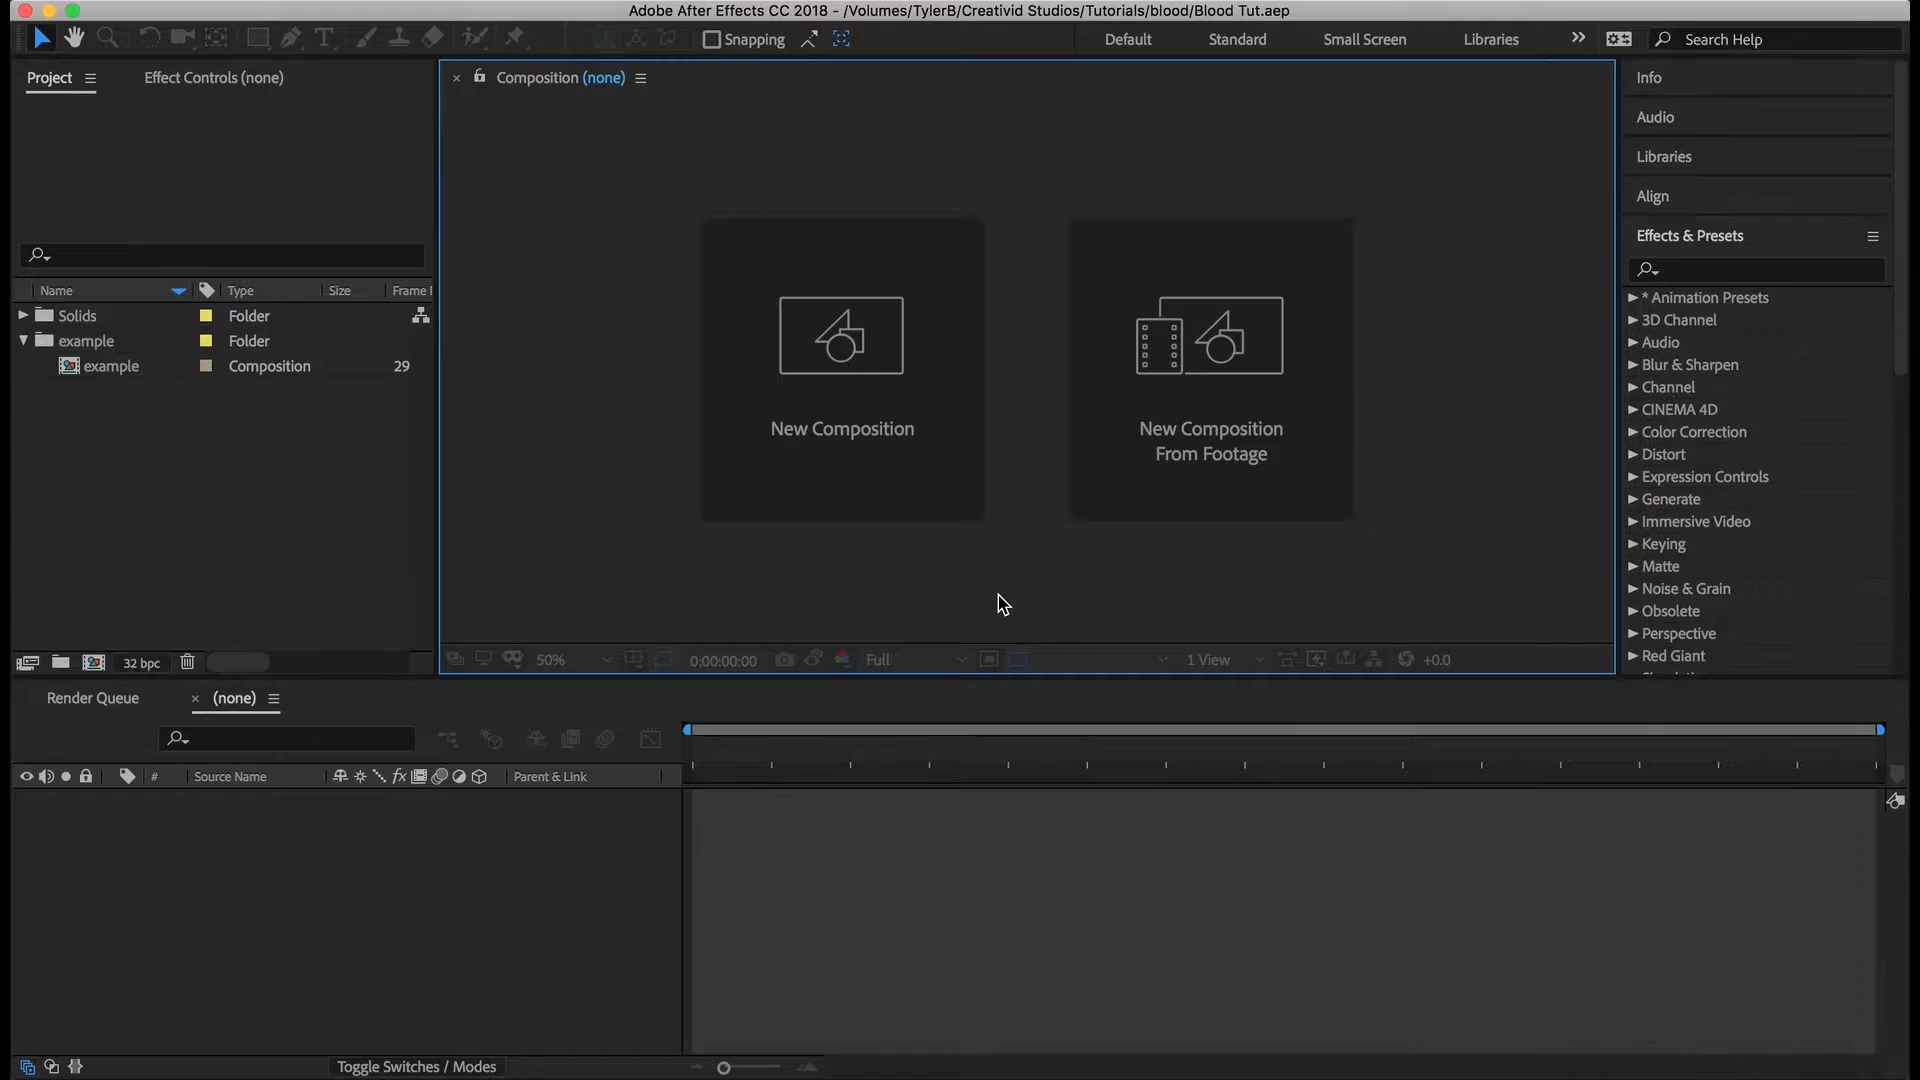 Adobe After Effects CC 2018 - /Volumes/TylerB/Creativid Studios/Tutorials/blood/Blood Tut.aep
Snapping
Default
Standard
Small Screen
Libraries
Search Help
Project
Effect Controls (none)
Name
Type
Size
Frame
Solids
Folder
example
Folder
example
Composition
29
32 bpc
Composition (none)
New Composition
New Composition
From Footage
50%
0:00:00:00
Full
1 View
+0.0
Info
Audio
Libraries
Align
Effects & Presets
* Animation Presets
3D Channel
Audio
Blur & Sharpen
Channel
CINEMA 4D
Color Correction
Distort
Expression Controls
Generate
Immersive Video
Keying
Matte
Noise & Grain
Obsolete
Perspective
Red Giant
Render Queue
(none)
#
Source Name
fx
Parent & Link
Toggle Switches / Modes